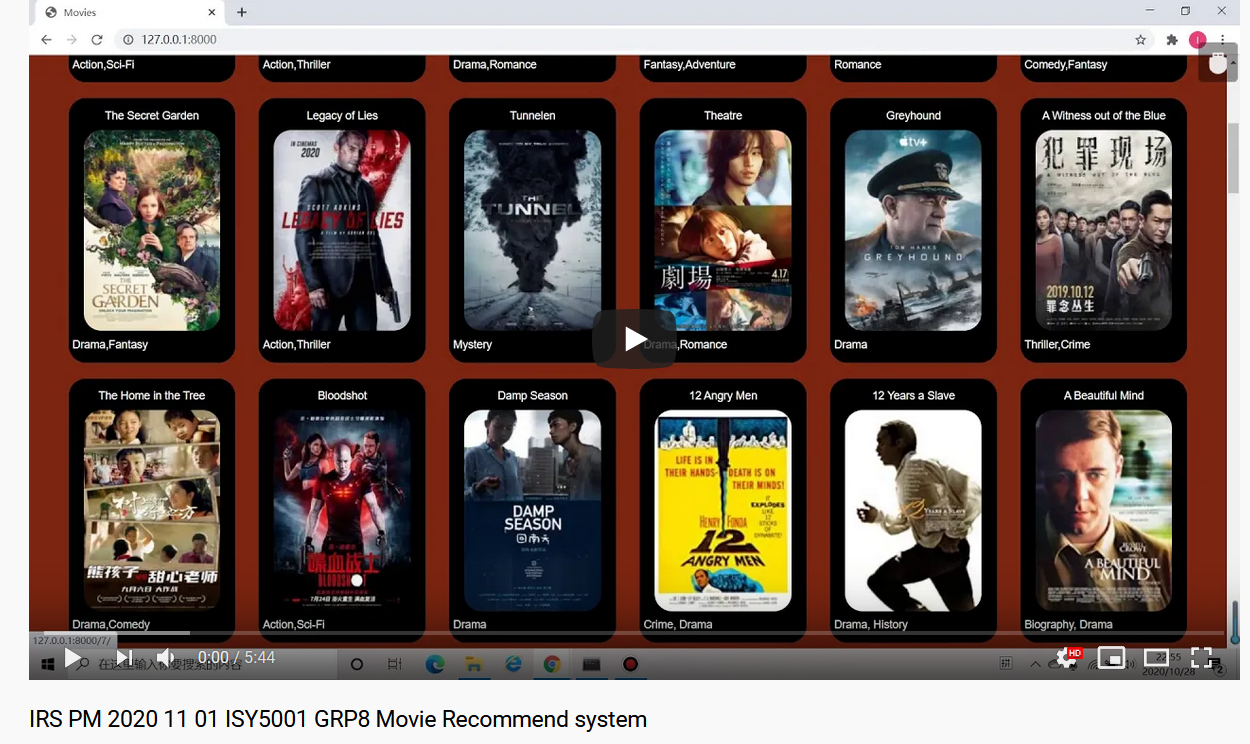 Movies
127.0.0.1:8000
Action,Sci-Fi
Action,Thriller
Drama,Romance
Fantasy,Adventure
Romance
Comedy,Fantasy
The Secret Garden
Legacy of Lies
Tunnelen
Theatre
Greyhound
A Witness out of the Blue
THE SECRET GARDEN
IN CINEMAS 2020
SCOTT ADKINS
LEGACY OF LIES
THE TUNNEL
劇場
4.17
tv+
TOM HANKS
GREYHOUND
犯罪现场
A WITNESS OUT OF THE BLUE
2019.10.12
罪念丛生
Drama,Fantasy
Action,Thriller
Mystery
Drama,Romance
Drama
Thriller,Crime
The Home in the Tree
Bloodshot
Damp Season
12 Angry Men
12 Years a Slave
A Beautiful Mind
熊孩子
甜心老师
喋血战士
BLOODSHOT
DAMP SEASON
回南天
LIFE IS IN THEIR HANDS-
DEATH IS ON THEIR MINDS!
IT EXPLODES LIKE 12 STICKS OF DYNAMITE!
HENRY FONDA
12 ANGRY MEN
YEARS A SLAVE
RUSSELL CROWE
A BEAUTIFUL MIND
Drama,Comedy
Action,Sci-Fi
Drama
Crime, Drama
Drama, History
Biography, Drama
127.0.0.1:8000/77/
0:00 / 5:44
在这里输入你要搜索的内容
HD
22:55
2020/10/28
2
IRS PM 2020 11 01 ISY5001 GRP8 Movie Recommend system